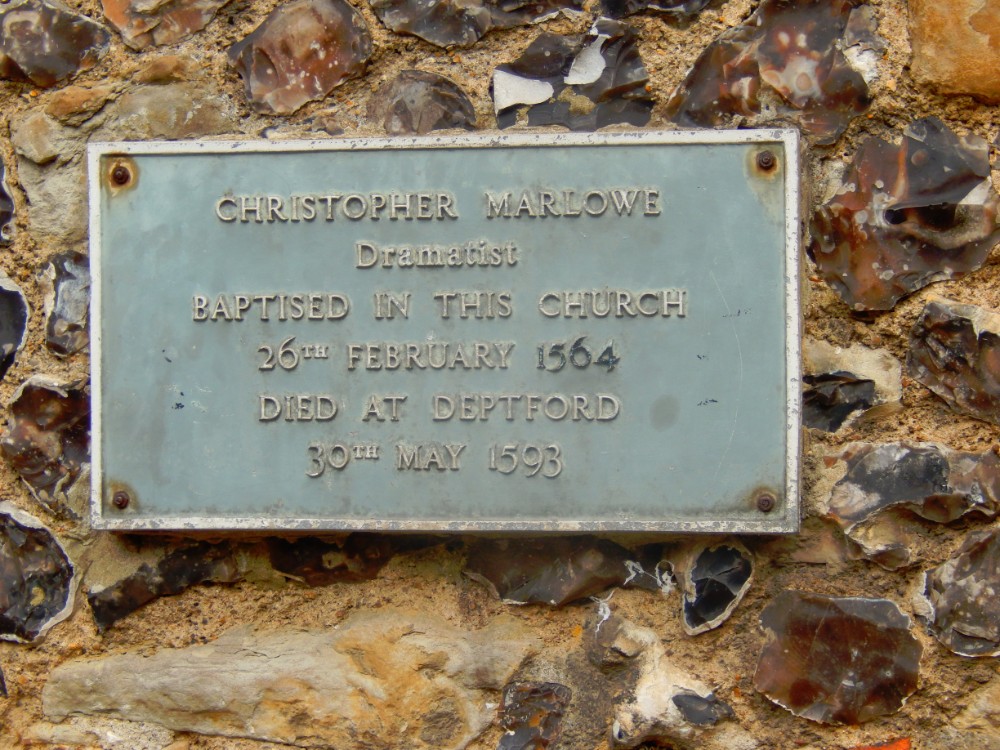 CHRISTOPHER MARLOWE
Dramatist
BAPTISED IN THIS CHURCH
26TH FEBRUARY 1564
DIED AT DEPTFORD
30TH MAY 1593